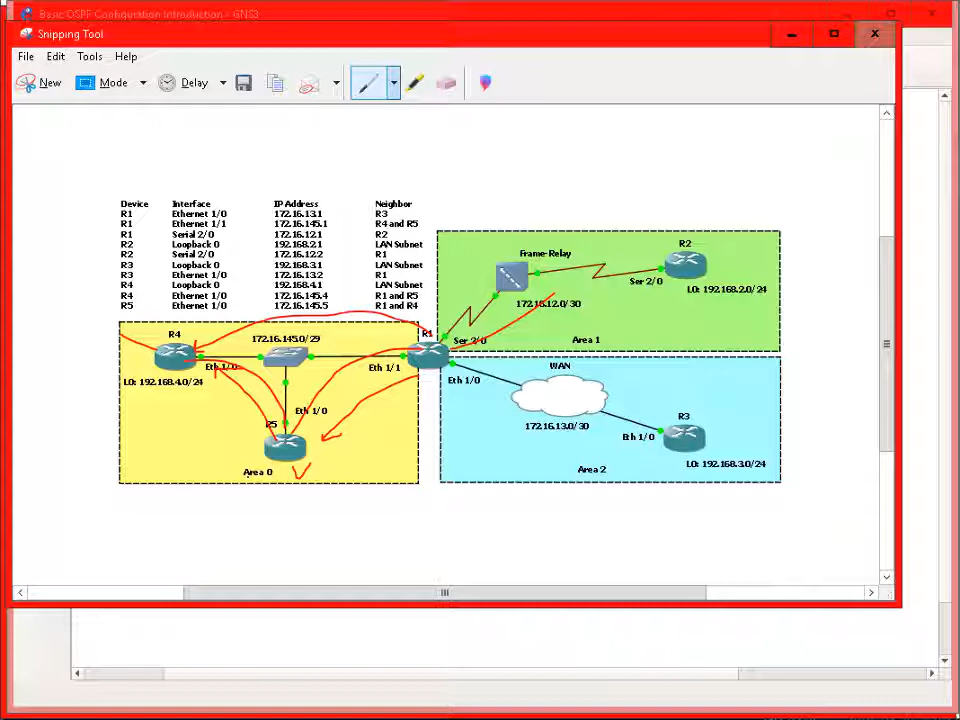 Basic OSPF Configuration Introduction - GNS3
Snipping Tool
File Edit Tools Help
New Mode Delay
Device Interface IP Address Neighbor
R1 Ethernet 1/0 172.16.13.1 R3
R1 Ethernet 1/1 172.16.145.1 R4 and R5
R1 Serial 2/0 172.16.12.1 R2
R2 Loopback 0 192.168.2.1 LAN Subnet
R2 Serial 2/0 172.16.12.2 R1
R3 Loopback 0 192.168.3.1 LAN Subnet
R3 Ethernet 1/0 172.16.13.2 R1
R4 Loopback 0 192.168.4.1 LAN Subnet
R4 Ethernet 1/0 172.16.145.4 R1 and R5
R5 Ethernet 1/0 172.16.145.5 R1 and R4
R2
Frame-Relay
Ser 2/0
L0: 192.168.2.0/24
172.16.12.0/30
R4
172.16.145.0/29
R1
Ser 2/0
Area 1
Eth 1/0
Eth 1/1
WAN
L0: 192.168.4.0/24
Eth 1/0
Eth 1/0
R5
R3
172.16.13.0/30
Eth 1/0
L0: 192.168.3.0/24
Area 0
Area 2